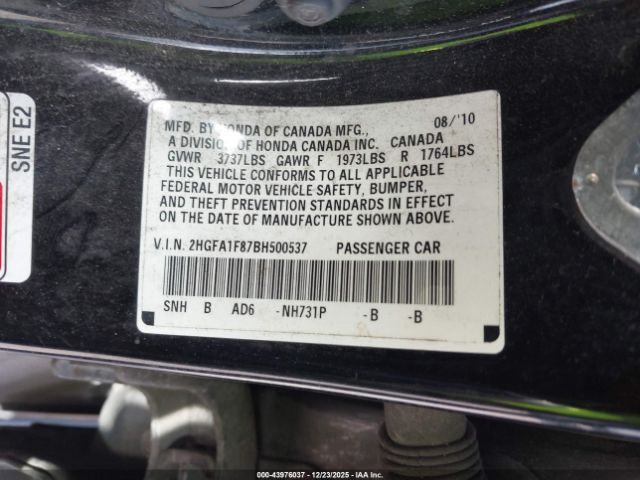 SNE E2
08/'10
MFD. BY HONDA OF CANADA MFG.,
A DIVISION OF HONDA CANADA INC. CANADA
GVWR 3737LBS GAWR F 1973LBS R 1764LBS
THIS VEHICLE CONFORMS TO ALL APPLICABLE
FEDERAL MOTOR VEHICLE SAFETY, BUMPER,
AND THEFT PREVENTION STANDARDS IN EFFECT
ON THE DATE OF MANUFACTURE SHOWN ABOVE.
V.I.N. 2HGFA1F87BH500537 PASSENGER CAR
SNH B AD6 -NH731P -B -B
000-43976037 - 12/23/2025 - IAA Inc.